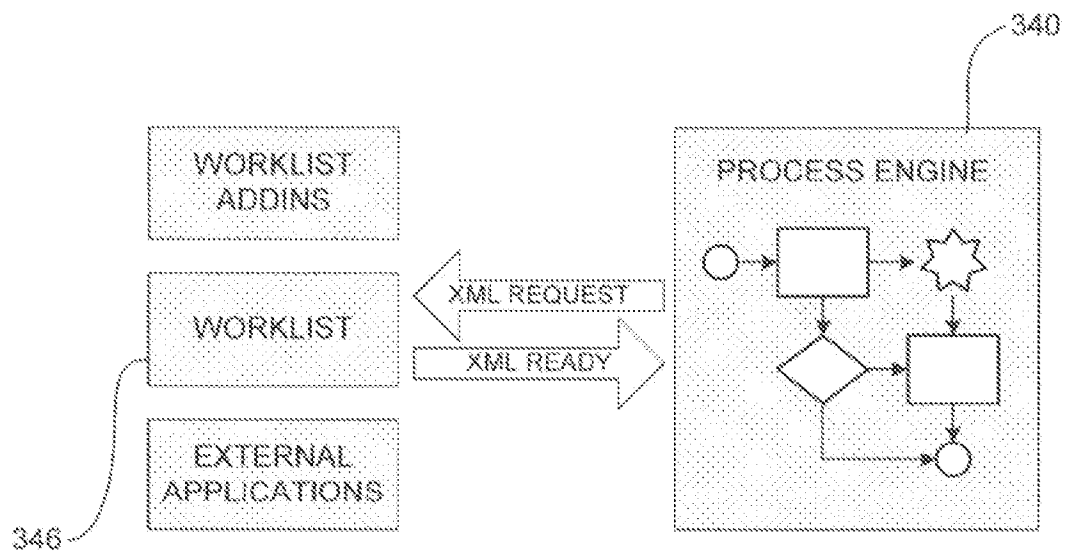 340
WORKLIST
ADDINS
PROCESS ENGINE
XML REQUEST
WORKLIST
XML READY
EXTERNAL
APPLICATIONS
346